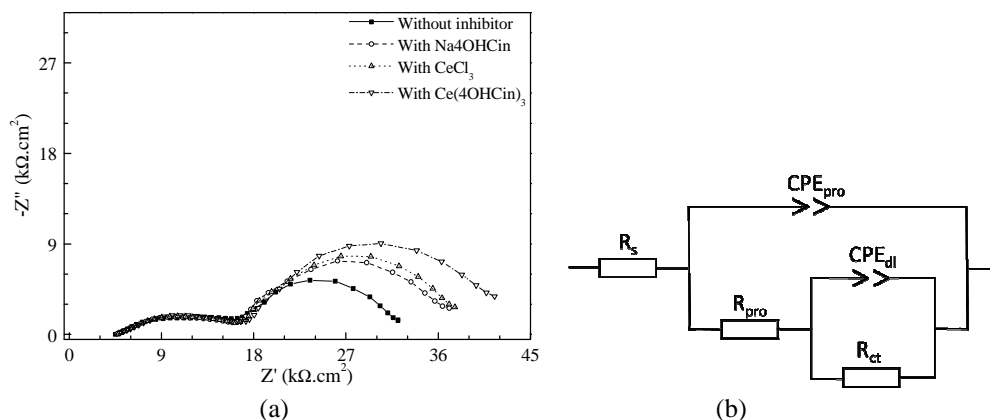 Without inhibitor
With Na4OHCin
With CeCl3
With Ce(4OHCin)3
-Z" (kΩ.cm2)
27
18
9
0
0 9 18 27 36 45
Z' (kΩ.cm2)
(a)
CPEpro
Rs
CPEdl
Rpro
Rct
(b)